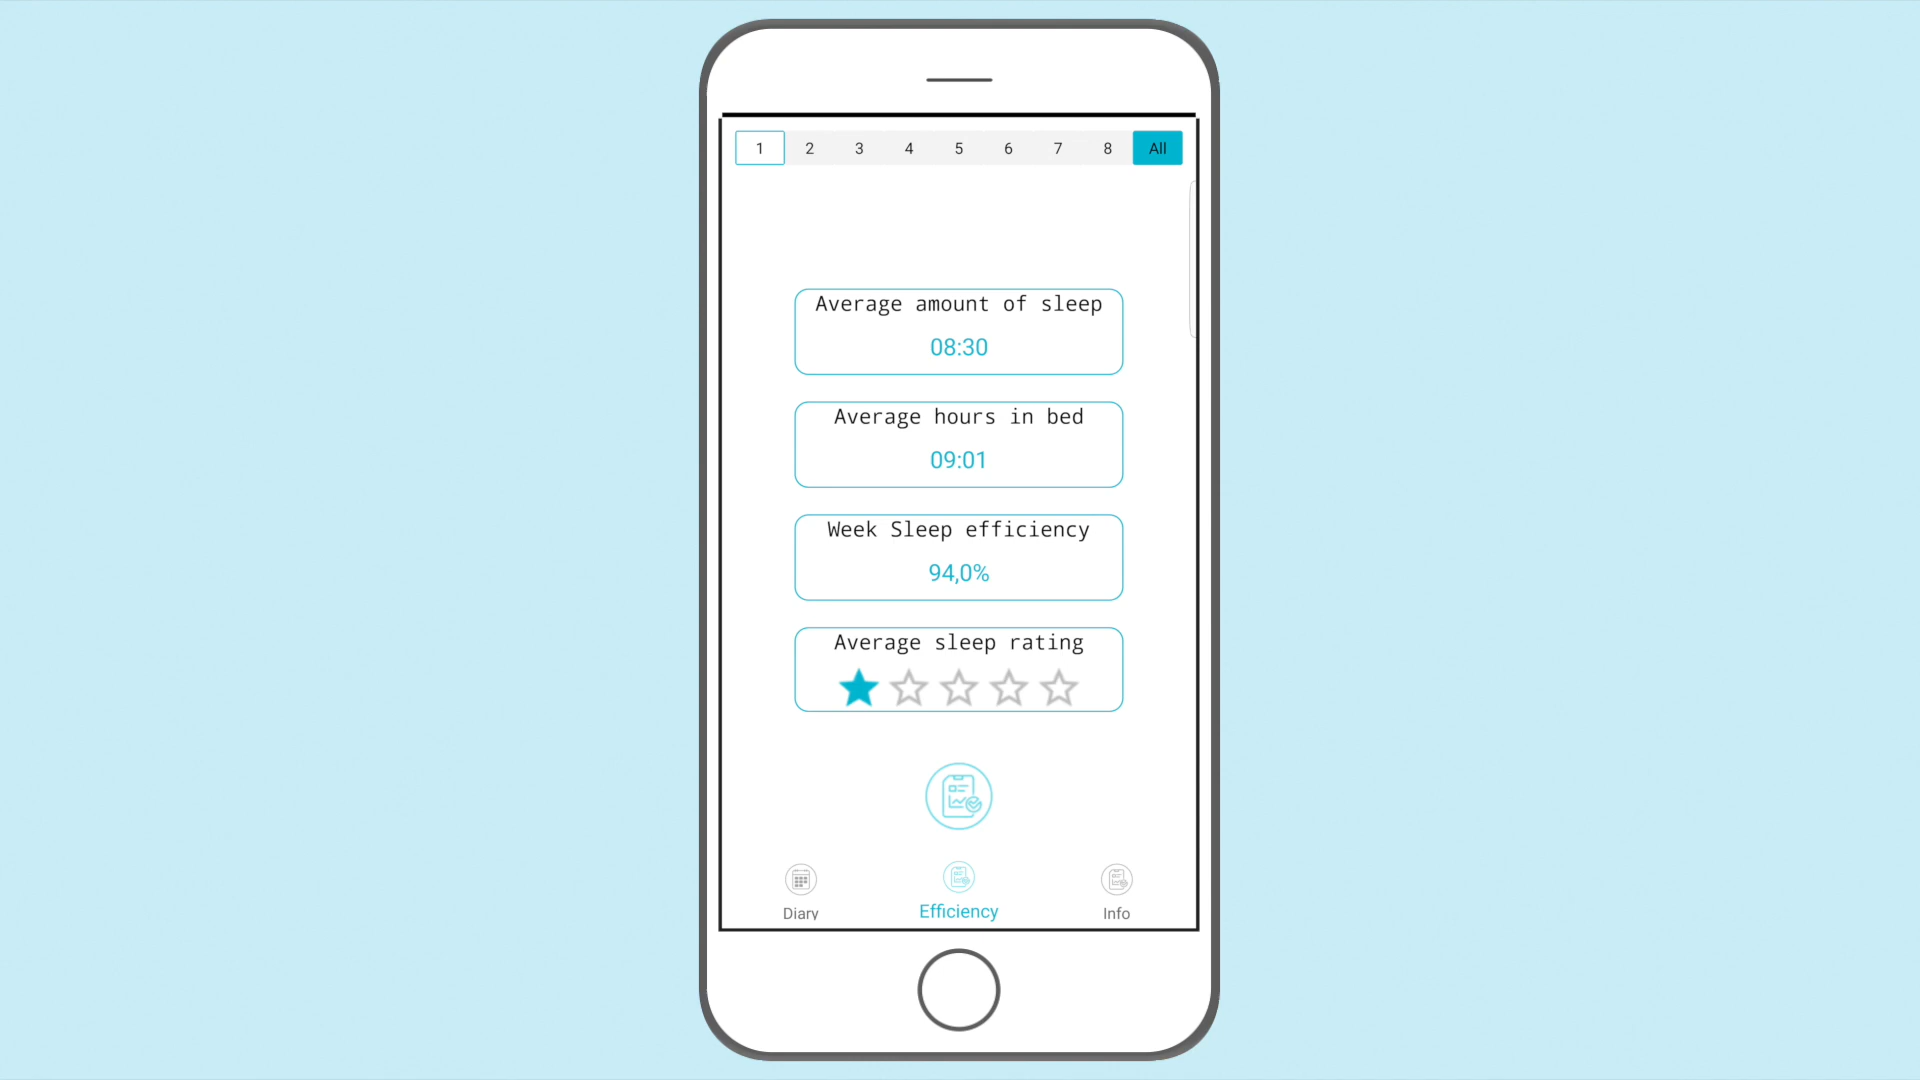 1 2 3 4 5 6 7 8 All
Average amount of sleep
08:30
Average hours in bed
09:01
Week Sleep efficiency
94,0%
Average sleep rating
Diary Efficiency Info